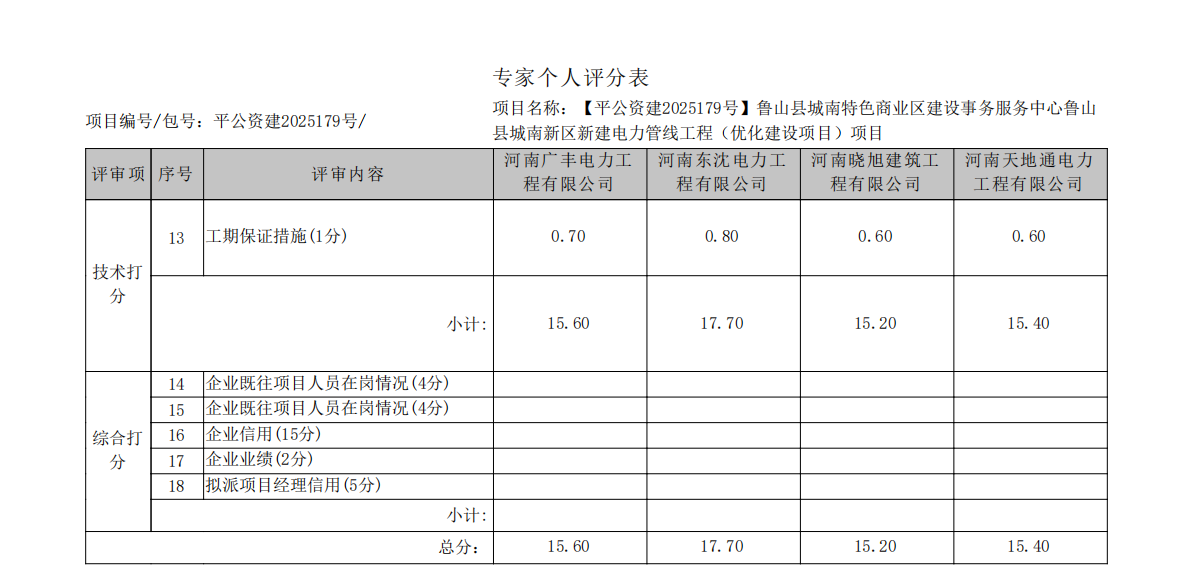 专家个人评分表
项目编号/包号：平公资建2025179号/
项目名称：【平公资建2025179号】鲁山县城南特色商业区建设事务服务中心鲁山
县城南新区新建电力管线工程（优化建设项目）项目
评审项 序号 评审内容 河南广丰电力工 河南东沈电力工 河南晓旭建筑工 河南天地通电力
程有限公司 程有限公司 程有限公司 工程有限公司
13 工期保证措施(1分) 0.70 0.80 0.60 0.60
技术打
分
小计: 15.60 17.70 15.20 15.40
14 企业既往项目人员在岗情况(4分)
15 企业既往项目人员在岗情况(4分)
综合打
分
16 企业信用(15分)
17 企业业绩(2分)
18 拟派项目经理信用(5分)
小计:
总分： 15.60 17.70 15.20 15.40